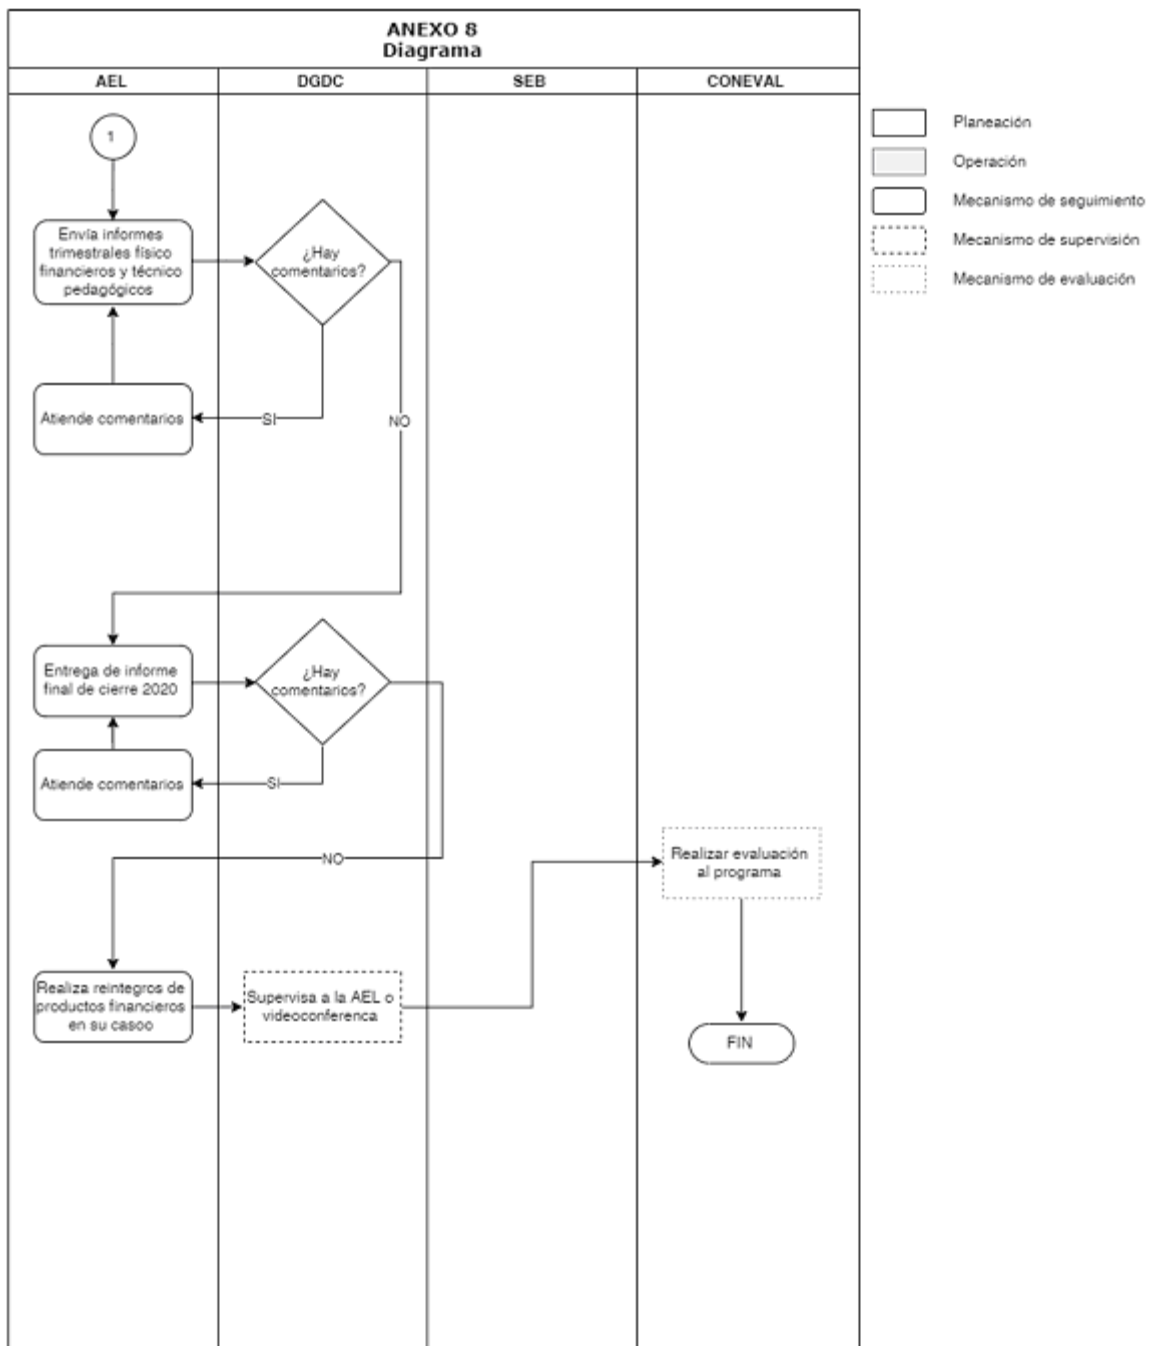 ANEXO 8
Diagrama
AEL
DGDC
SEB
CONEVAL
1
Planeación
Operación
Mecanismo de seguimiento
Mecanismo de supervisión
Mecanismo de evaluación
Envía informes
trimestrales físico
financieros y técnico
pedagógicos
¿Hay
comentarios?
Atiende comentarios
SI
NO
Entrega de informe
final de cierre 2020
¿Hay
comentarios?
Atiende comentarios
SI
NO
Realizar evaluación
al programa
Realiza reintegros de
productos financieros
en su casoo
Supervisa a la AEL o
videoconferenca
FIN